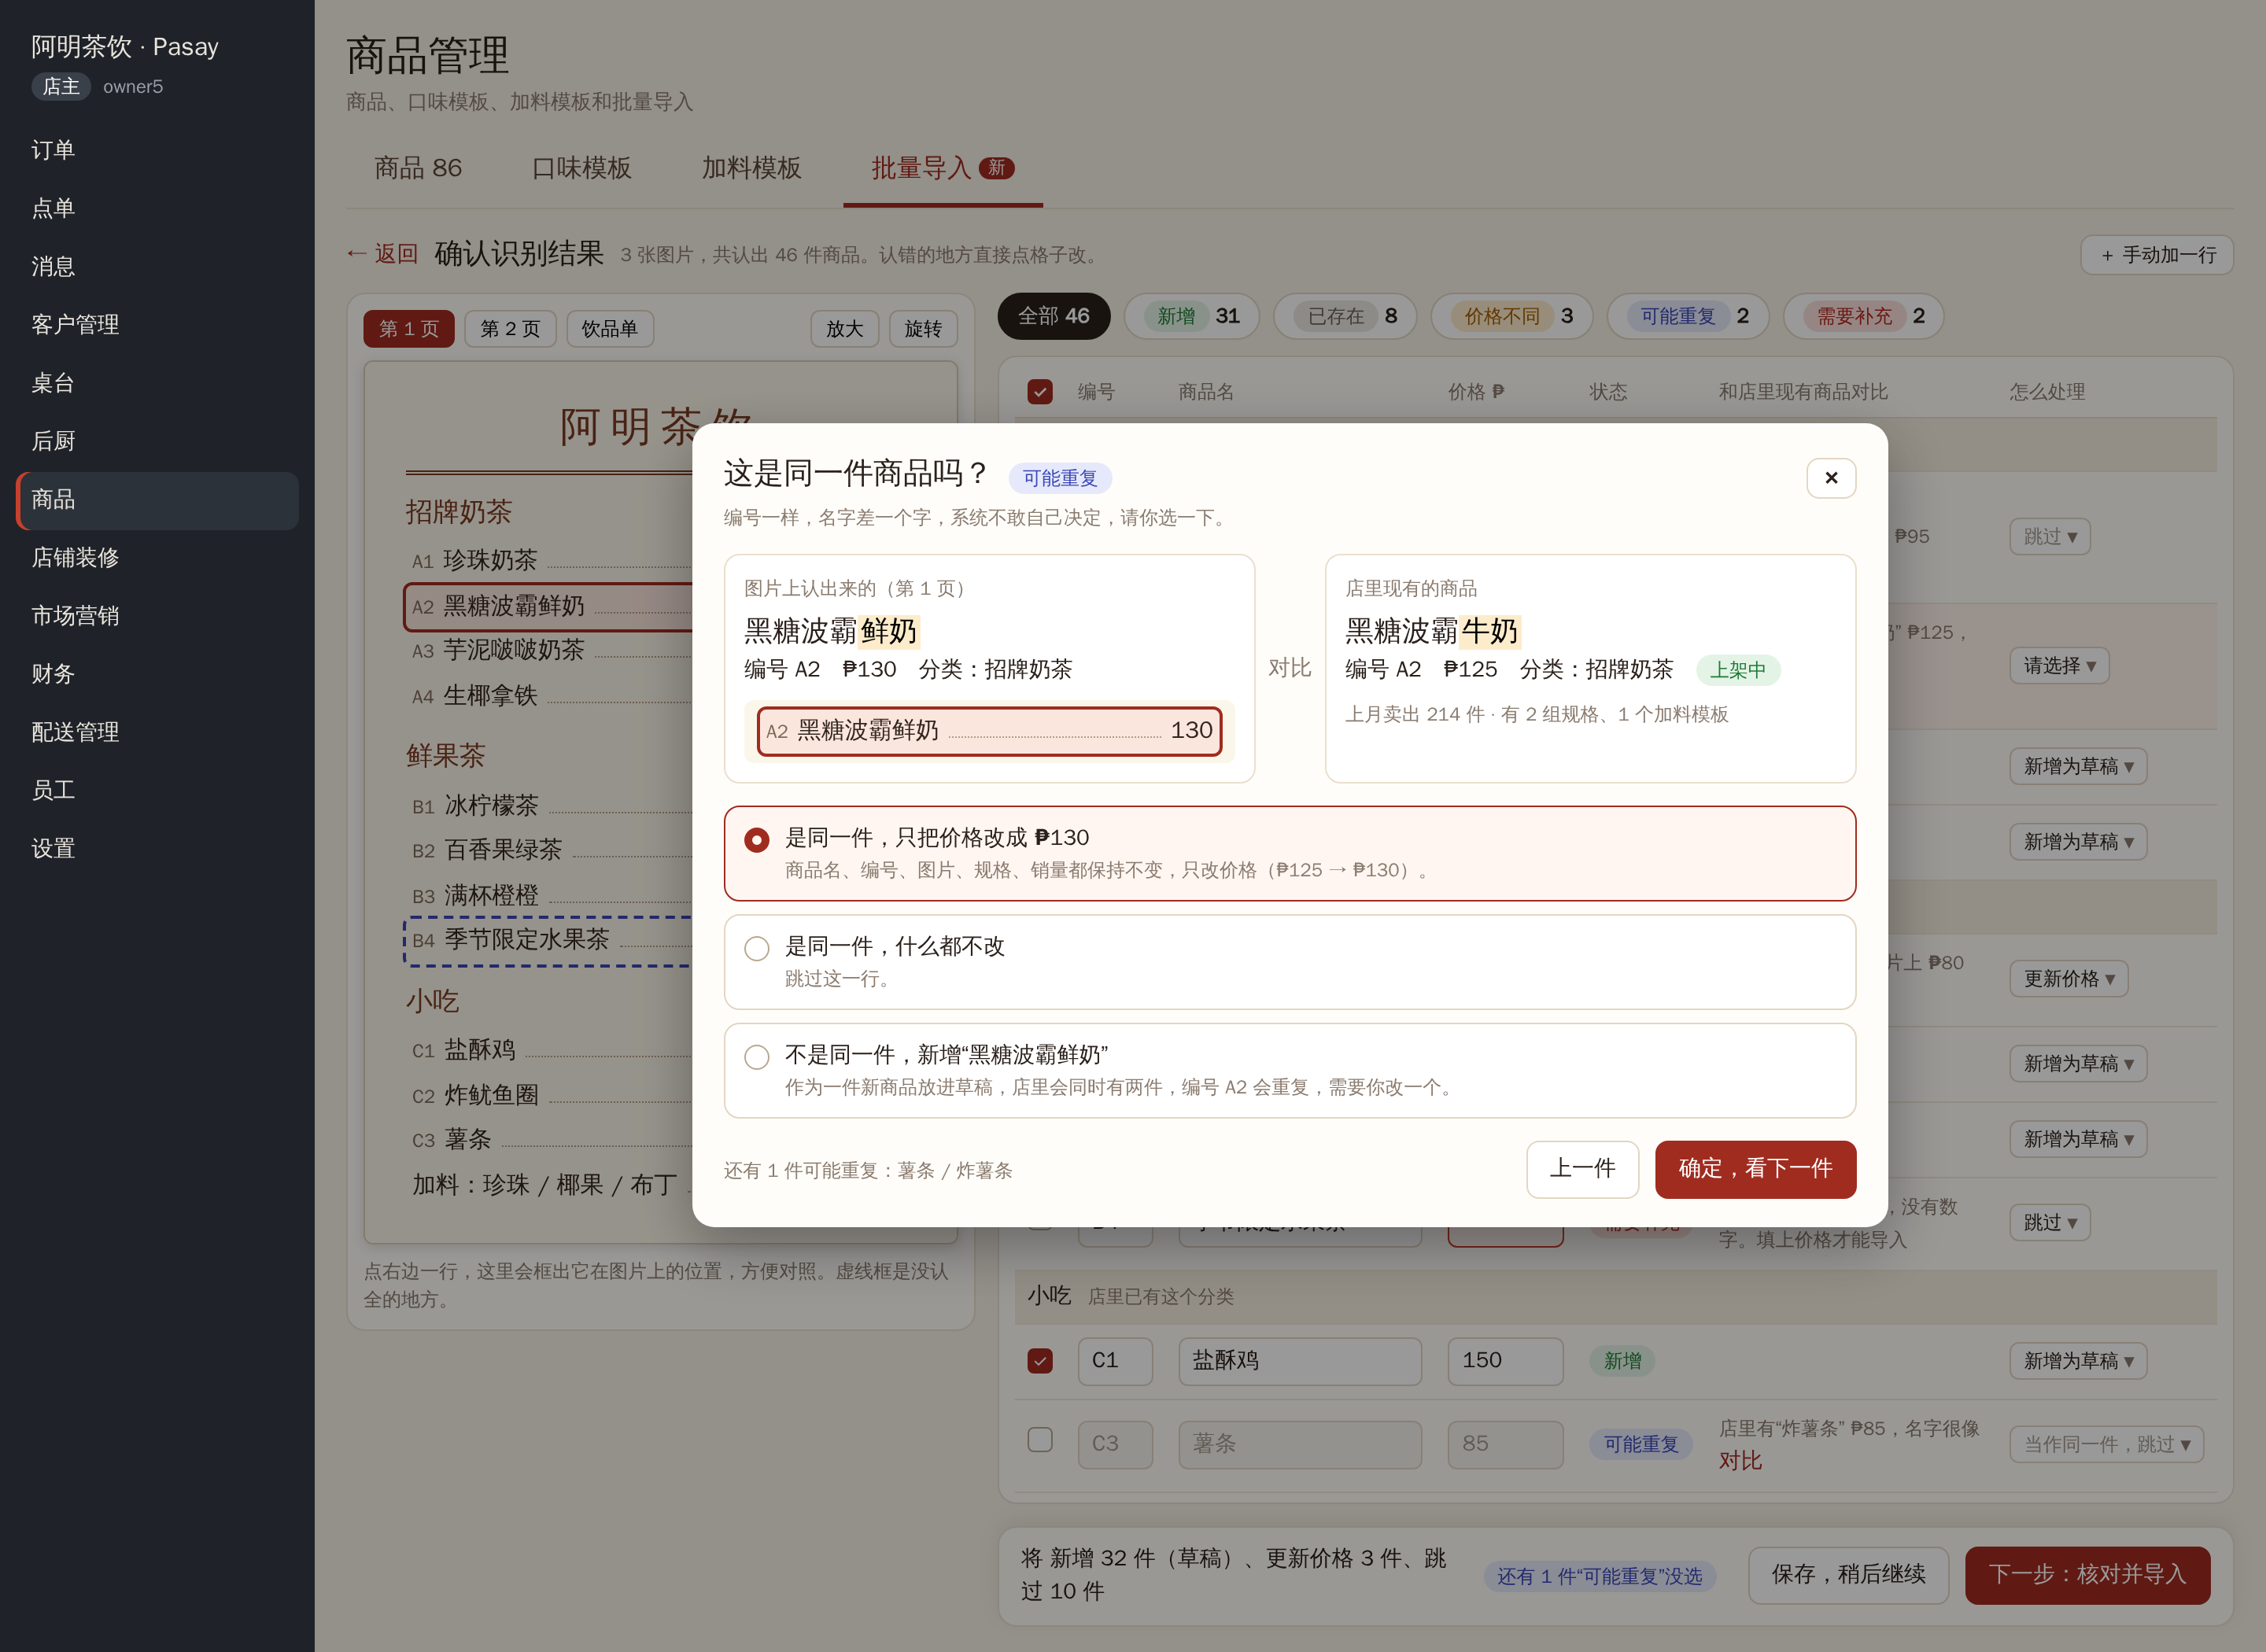 阿明茶饮 · Pasay
店主 owner5
订单
点单
消息
客户管理
桌台
后厨
商品
店铺装修
市场营销
财务
配送管理
员工
设置
商品管理
商品、口味模板、加料模板和批量导入
商品 86 口味模板 加料模板 批量导入 新
← 返回 确认识别结果 3 张图片，共认出 46 件商品。认错的地方直接点格子改。
+ 手动加一行
第 1 页 第 2 页 饮品单 放大 旋转
阿明茶饮
招牌奶茶
A1 珍珠奶茶
A2 黑糖波霸鲜奶
A3 芋泥啵啵奶茶
A4 生椰拿铁
鲜果茶
B1 冰柠檬茶
B2 百香果绿茶
B3 满杯橙橙
B4 季节限定水果茶
小吃
C1 盐酥鸡
C2 炸鱿鱼圈
C3 薯条
加料：珍珠 / 椰果 / 布丁
点右边一行，这里会框出它在图片上的位置，方便对照。虚线框是没认
全的地方。
全部 46 新增 31 已存在 8 价格不同 3 可能重复 2 需要补充 2
编号 商品名 价格 ₱ 状态 和店里现有商品对比 怎么处理
₱95 跳过 ▾
₱125，
请选择 ▾
新增为草稿 ▾
新增为草稿 ▾
片上 ₱80
更新价格 ▾
新增为草稿 ▾
新增为草稿 ▾
，没有数
字。填上价格才能导入
跳过 ▾
小吃 店里已有这个分类
C1 盐酥鸡 150 新增 新增为草稿 ▾
C3 薯条 85 可能重复 店里有“炸薯条” ₱85，名字很像
对比
当作同一件，跳过 ▾
将 新增 32 件（草稿）、更新价格 3 件、跳
过 10 件
还有 1 件“可能重复”没选
保存，稍后继续 下一步：核对并导入
这是同一件商品吗？ 可能重复
×
编号一样，名字差一个字，系统不敢自己决定，请你选一下。
图片上认出来的（第 1 页）
黑糖波霸鲜奶
编号 A2 ₱130 分类：招牌奶茶
A2 黑糖波霸鲜奶 130
对比
店里现有的商品
黑糖波霸牛奶
编号 A2 ₱125 分类：招牌奶茶 上架中
上月卖出 214 件 · 有 2 组规格、1 个加料模板
是同一件，只把价格改成 ₱130
商品名、编号、图片、规格、销量都保持不变，只改价格（₱125 → ₱130）。
是同一件，什么都不改
跳过这一行。
不是同一件，新增“黑糖波霸鲜奶”
作为一件新商品放进草稿，店里会同时有两件，编号 A2 会重复，需要你改一个。
还有 1 件可能重复：薯条 / 炸薯条
上一件 确定，看下一件